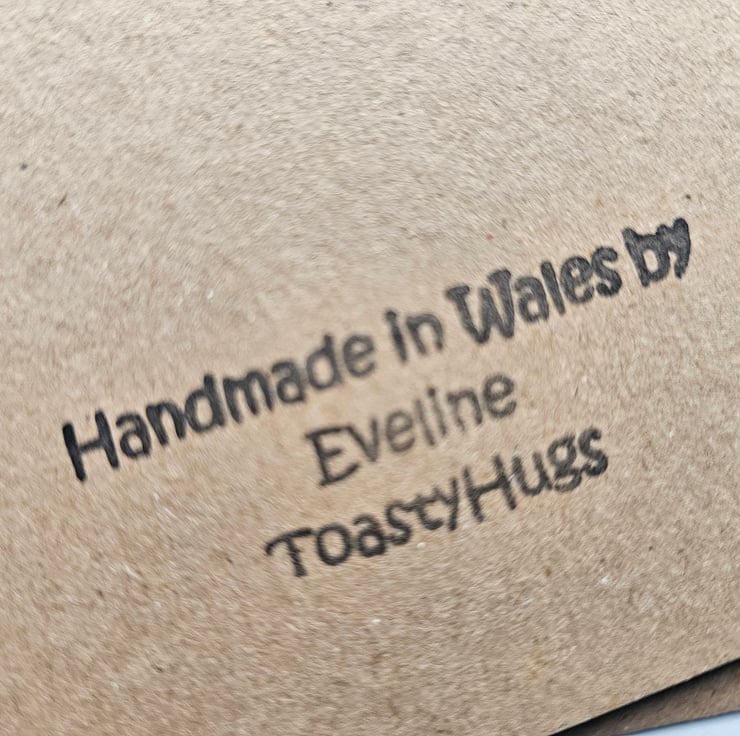 Handmade in Wales by
Eveline
ToastyHugs